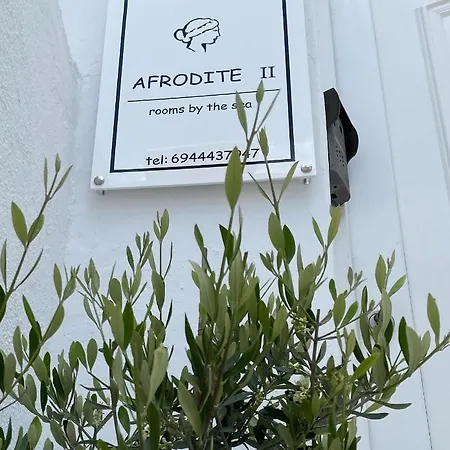 AFRODITE II
rooms by the sea
tel: